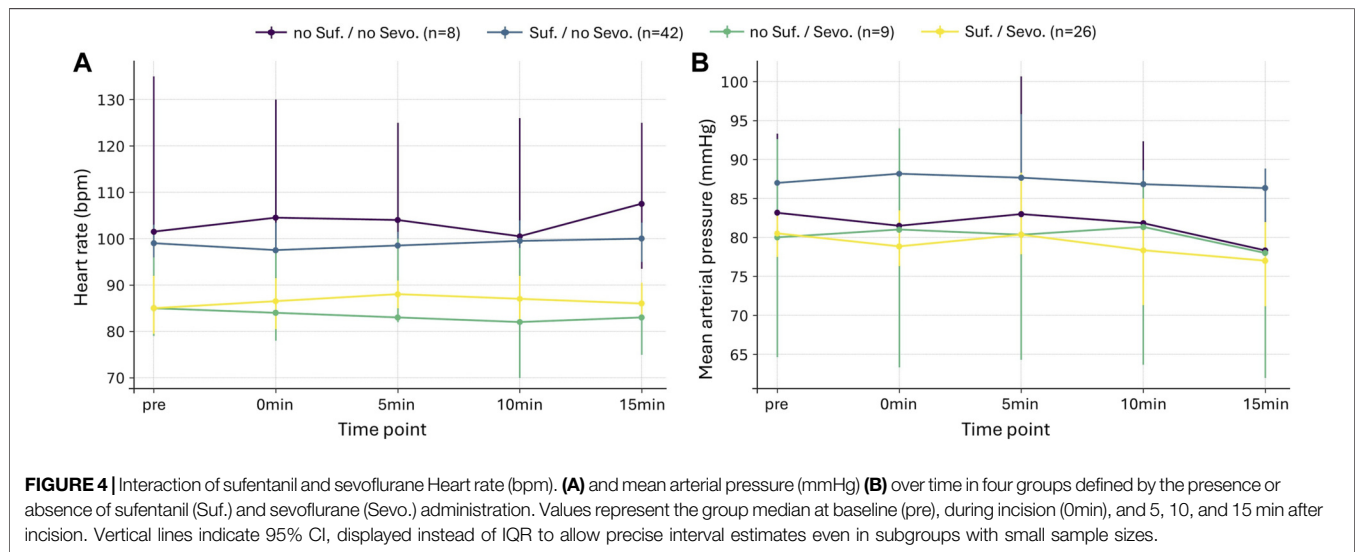 no Suf. / no Sevo. (n=8) Suf. / no Sevo. (n=42) no Suf. / Sevo. (n=9) Suf. / Sevo. (n=26)
A
Heart rate (bpm)
130
120
110
100
90
80
70
pre 0min 5min 10min 15min
Time point
B
Mean arterial pressure (mmHg)
100
95
90
85
80
75
70
65
pre 0min 5min 10min 15min
Time point
FIGURE 4 | Interaction of sufentanil and sevoflurane Heart rate (bpm). (A) and mean arterial pressure (mmHg) (B) over time in four groups defined by the presence or
absence of sufentanil (Suf.) and sevoflurane (Sevo.) administration. Values represent the group median at baseline (pre), during incision (0min), and 5, 10, and 15 min after
incision. Vertical lines indicate 95% CI, displayed instead of IQR to allow precise interval estimates even in subgroups with small sample sizes.